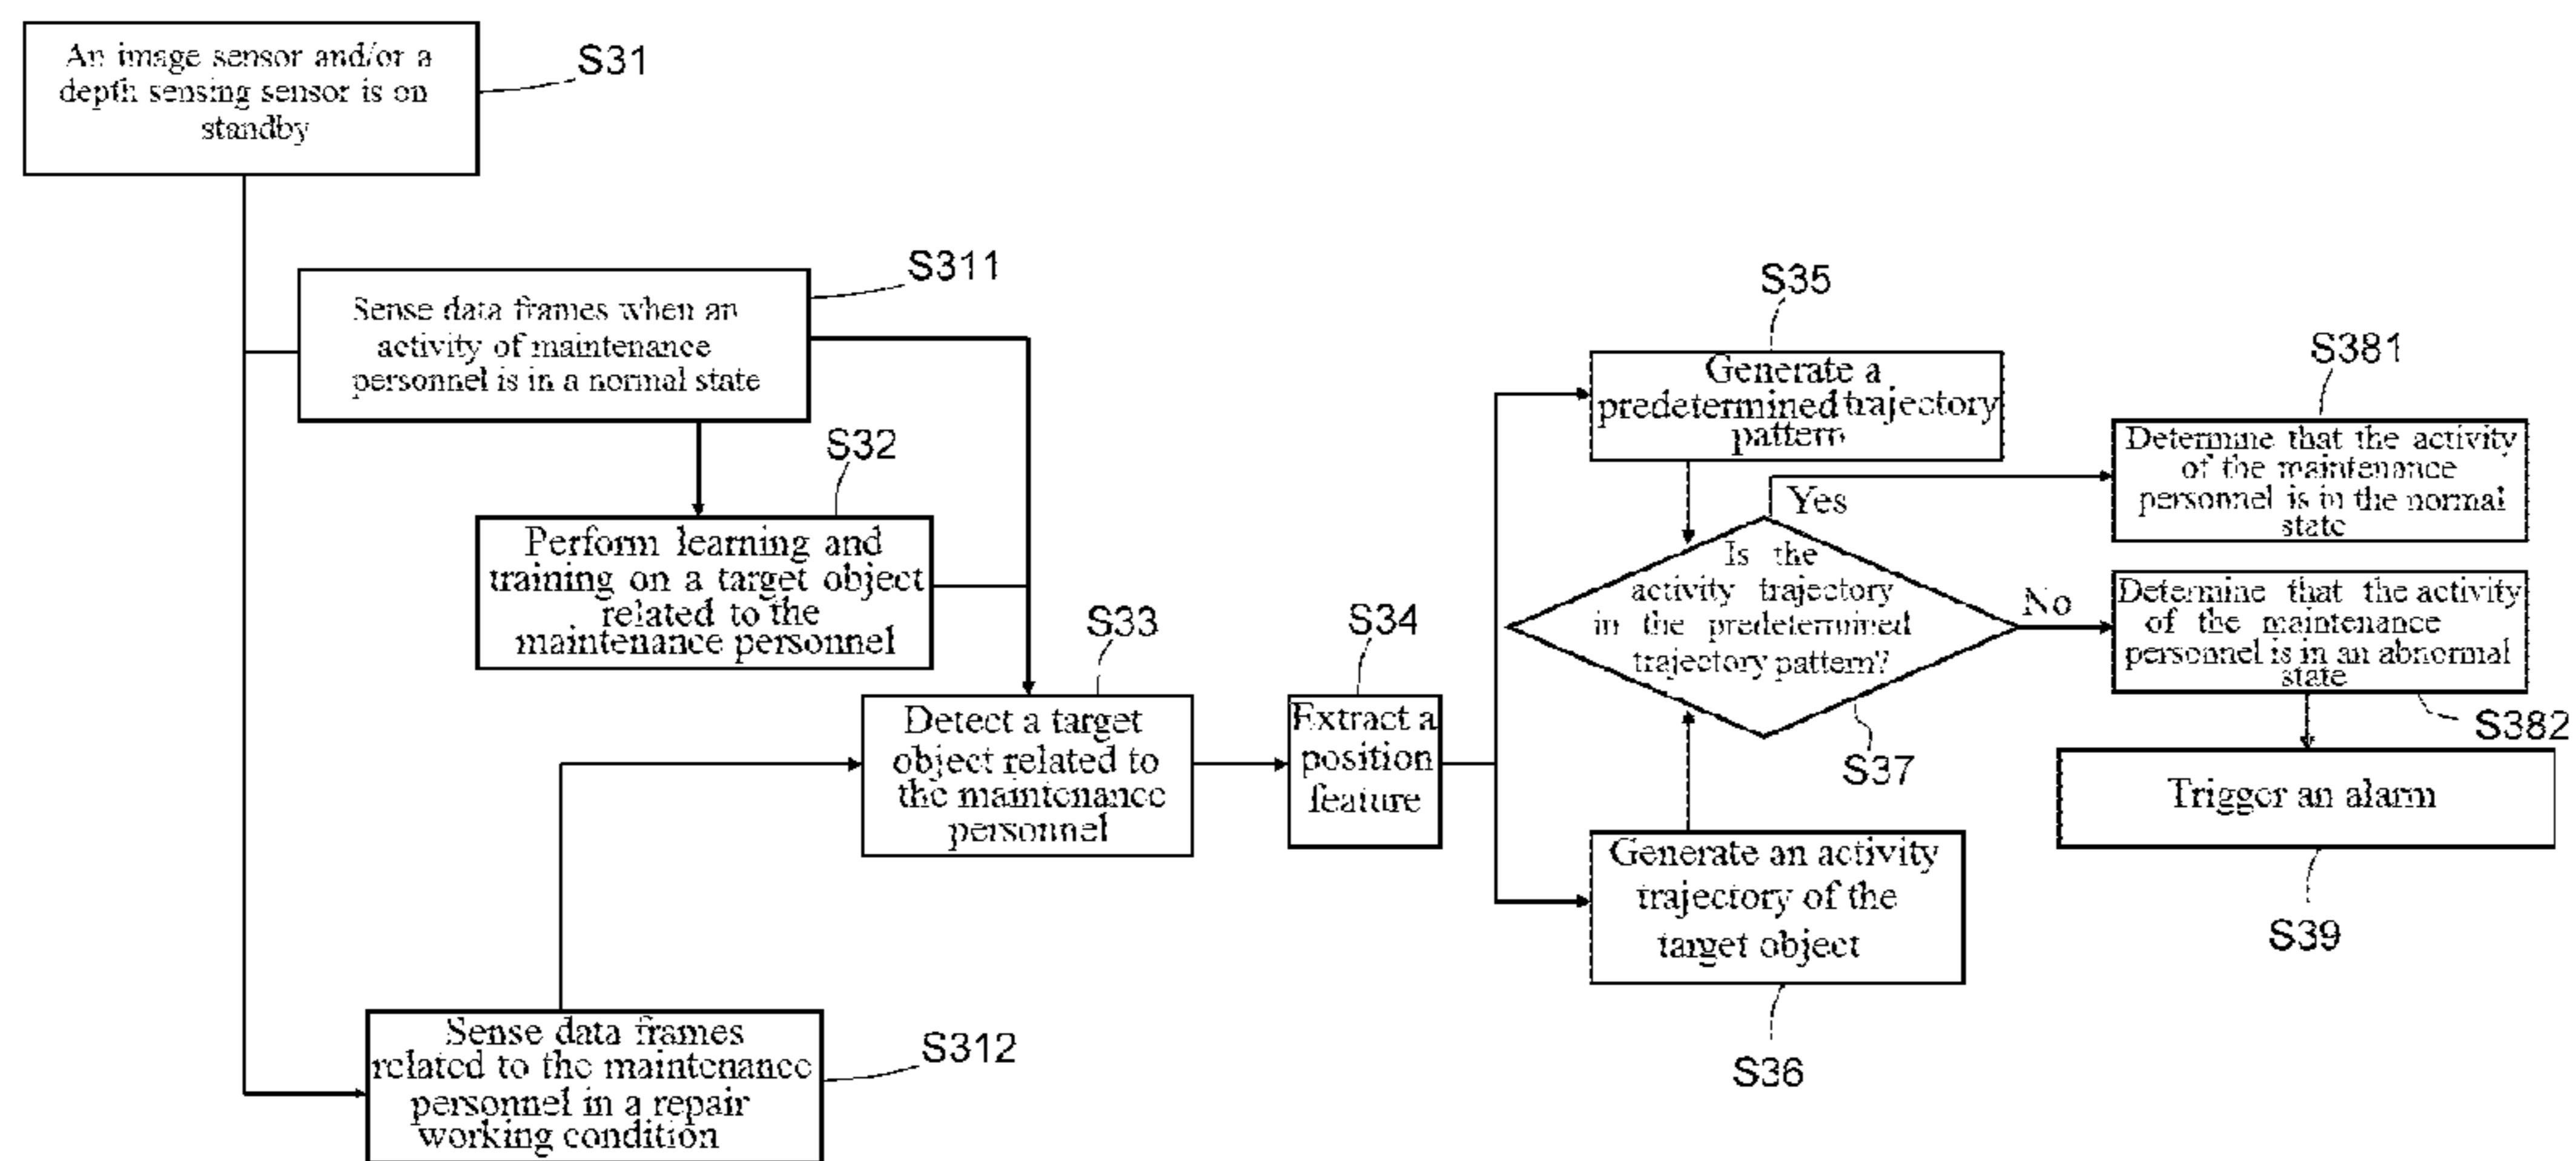 An image sensor and/or a
depth sensing sensor is on
standby
S31
Sense data frames when an
activity of maintenance
personnel is in a normal state
S311
Perform learning and
training on a target object
related to the
maintenance personnel
S32
Sense data frames
related to the maintenance
personnel in a repair
working condition
S312
Detect a target
object related to
the maintenance
personnel
S33
Extract a
position
feature
S34
Generate a
predetermined trajectory
pattern
S35
Generate an activity
trajectory of the
target object
S36
Is the
activity trajectory
in the predetermined
trajectory pattern?
S37
Yes
No
Determine that the activity
of the maintenance
personnel is in the normal
state
S381
Determine that the activity
of the maintenance
personnel is in an abnormal
state
S382
Trigger an alarm
S39